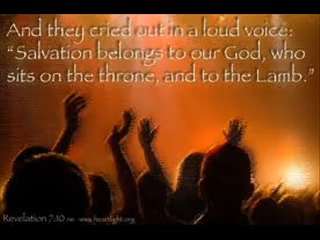 And they cried out in a loud voice:
“Salvation belongs to our God, who
sits on the throne, and to the Lamb.”
Revelation 7:10 NIV www.heartlight.org